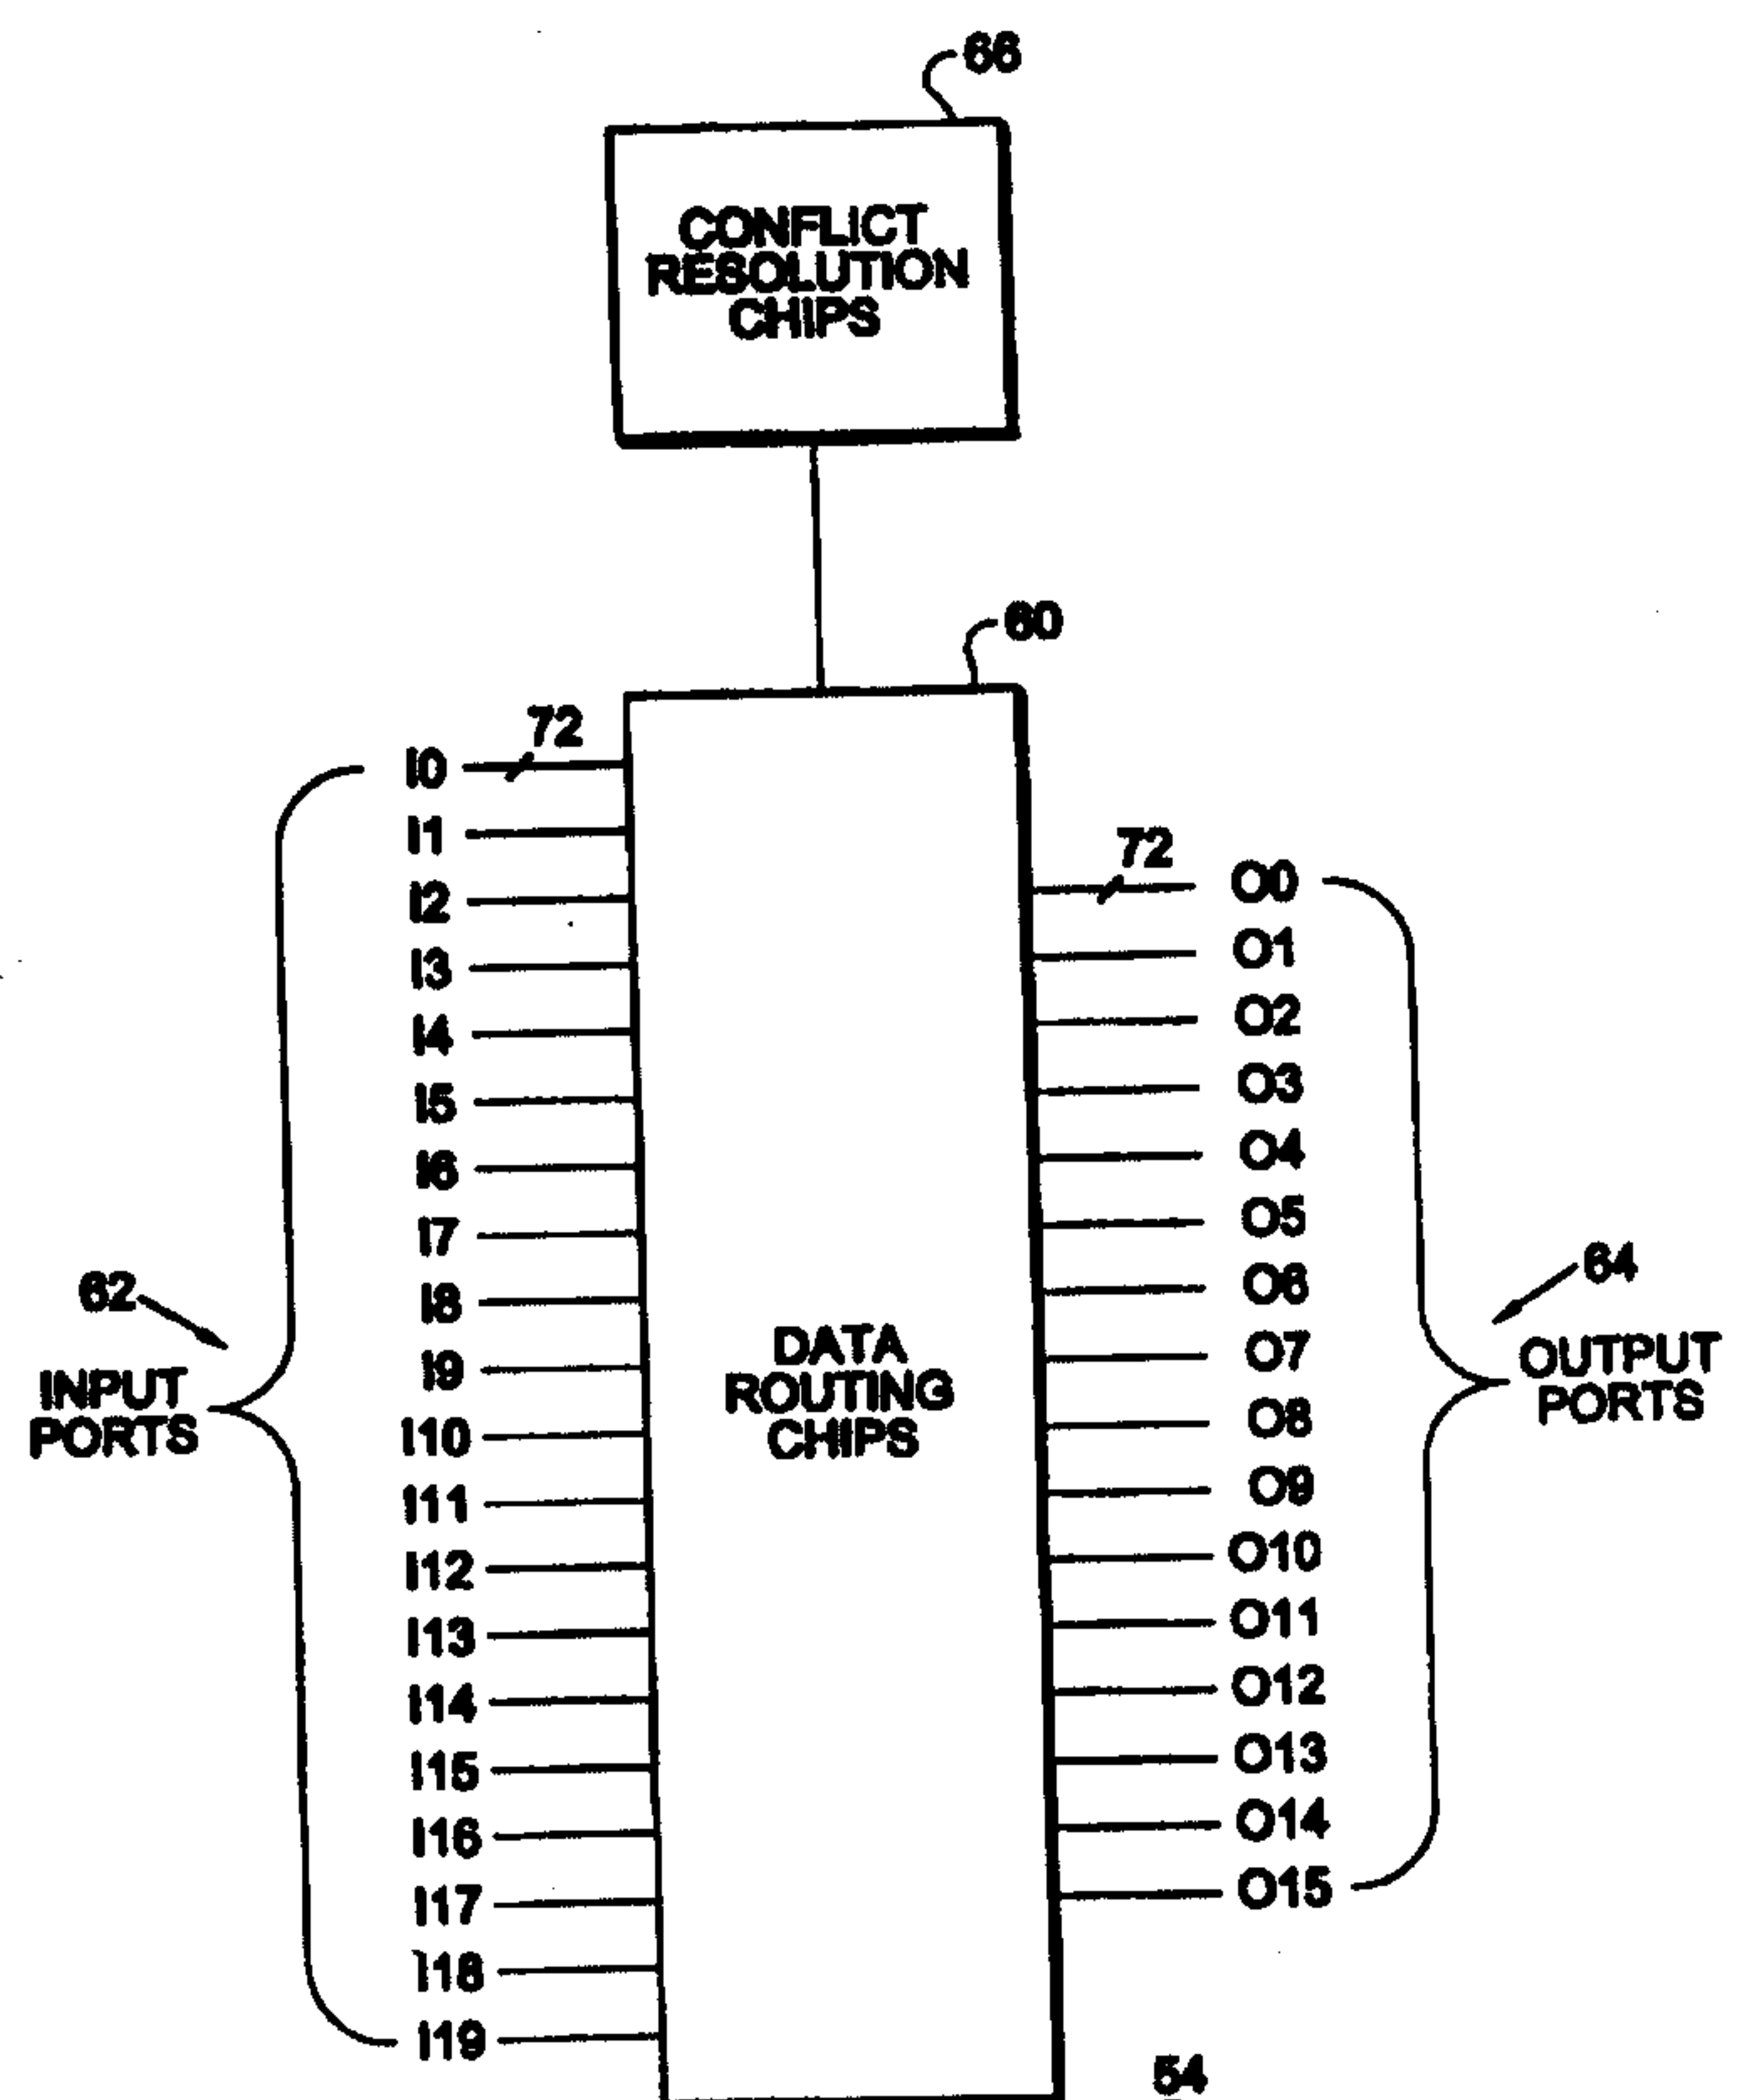 66
CONFLICT
RESOLUTION
CHIPS
60
72
I0
I1
I2
I3
I4
I5
I6
I7
I8
I9
I10
I11
I12
I13
I14
I15
I16
I17
I18
I19
62
INPUT
PORTS
DATA
ROUTING
CHIPS
72
O0
O1
O2
O3
O4
O5
O6
O7
O8
O9
O10
O11
O12
O13
O14
O15
64
OUTPUT
PORTS
54